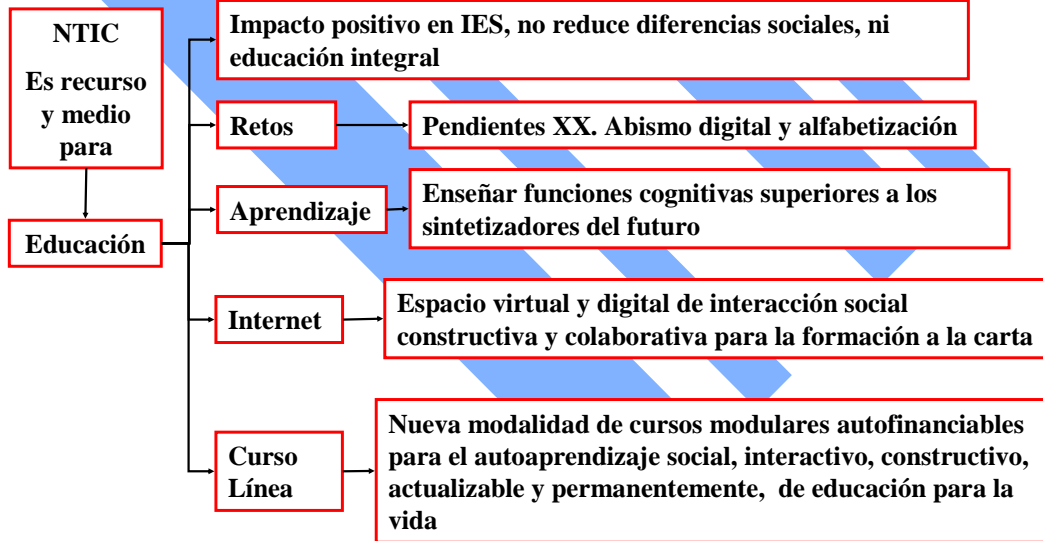 NTIC
Es recurso
y medio
para
Educación
Impacto positivo en IES, no reduce diferencias sociales, ni
educación integral
Retos
Pendientes XX. Abismo digital y alfabetización
Aprendizaje
Enseñar funciones cognitivas superiores a los
sintetizadores del futuro
Internet
Espacio virtual y digital de interacción social
constructiva y colaborativa para la formación a la carta
Curso
Línea
Nueva modalidad de cursos modulares autofinanciables
para el autoaprendizaje social, interactivo, constructivo,
actualizable y permanentemente, de educación para la
vida